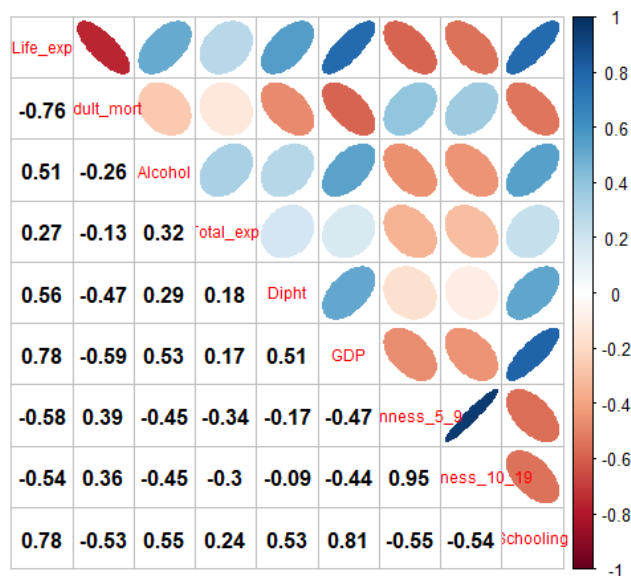 Life_exp
-0.76 dult_mort
0.51 -0.26 Alcohol
0.27 -0.13 0.32 Total_exp
0.56 -0.47 0.29 0.18 Dipht
0.78 -0.59 0.53 0.17 0.51 GDP
-0.58 0.39 -0.45 -0.34 -0.17 -0.47 nness_5_9
-0.54 0.36 -0.45 -0.3 -0.09 -0.44 0.95 ness_10_19
0.78 -0.53 0.55 0.24 0.53 0.81 -0.55 -0.54 Schooling
1
0.8
0.6
0.4
0.2
0
-0.2
-0.4
-0.6
-0.8
-1